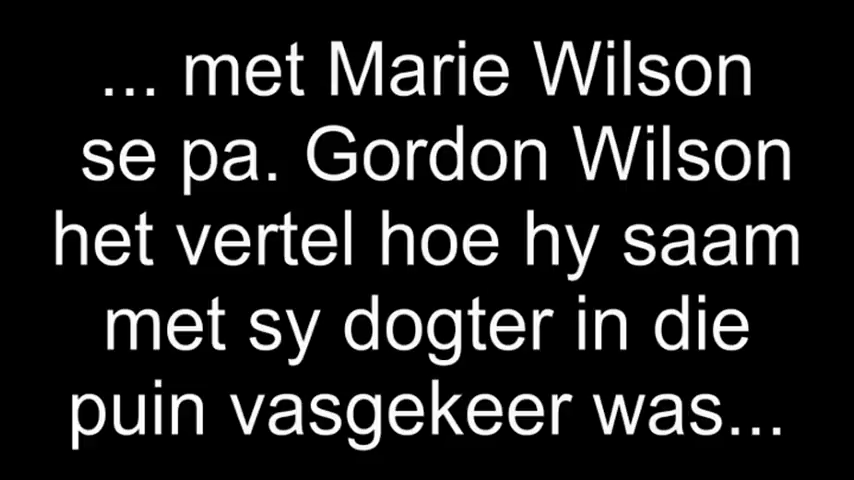 ... met Marie Wilson
se pa. Gordon Wilson
het vertel hoe hy saam
met sy dogter in die
puin vasgekeer was...